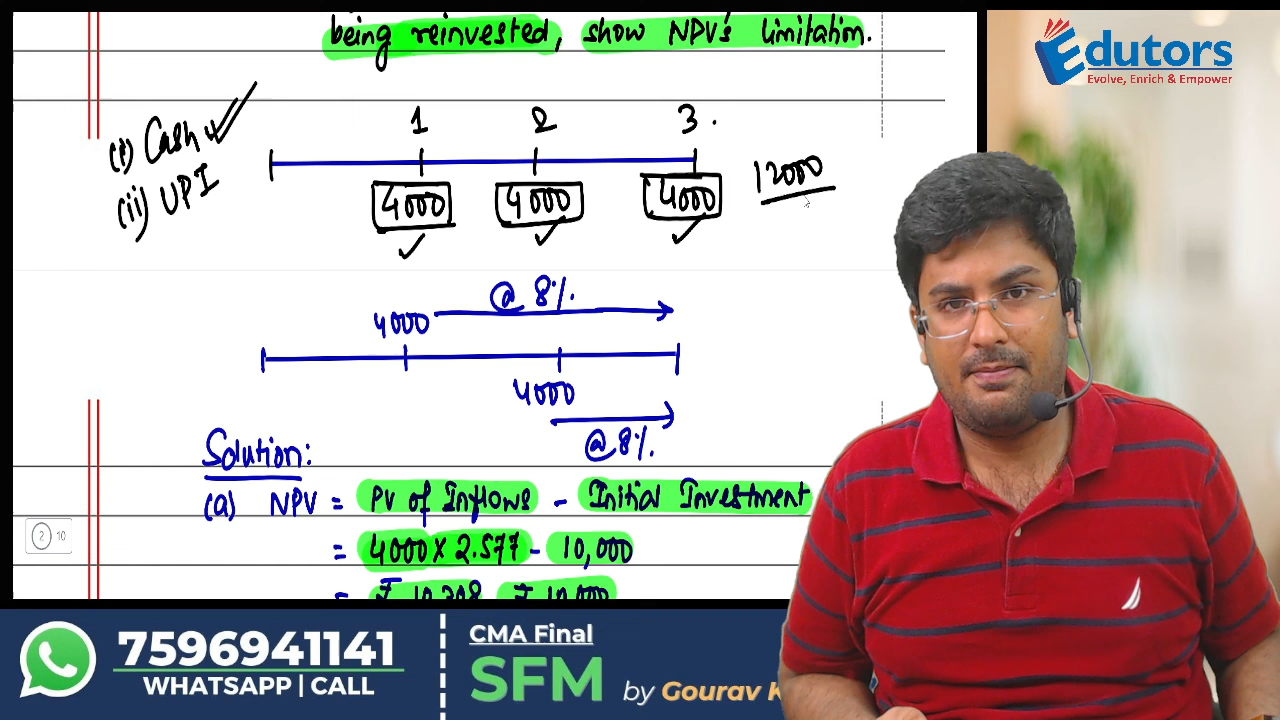 being reinvested, show NPV's limitation.
Edutors
Evolve, Enrich & Empower
(i) Cash
(ii) UPI
1 2 3.
4000 4000 4000 12000
@ 8%.
4000
4000
@ 8%.
Solution:
(a) NPV = PV of Inflows - Initial Investment
= 4000 x 2.577 - 10,000
2 10
7596941141
WHATSAPP | CALL
CMA Final
SFM by Gourav